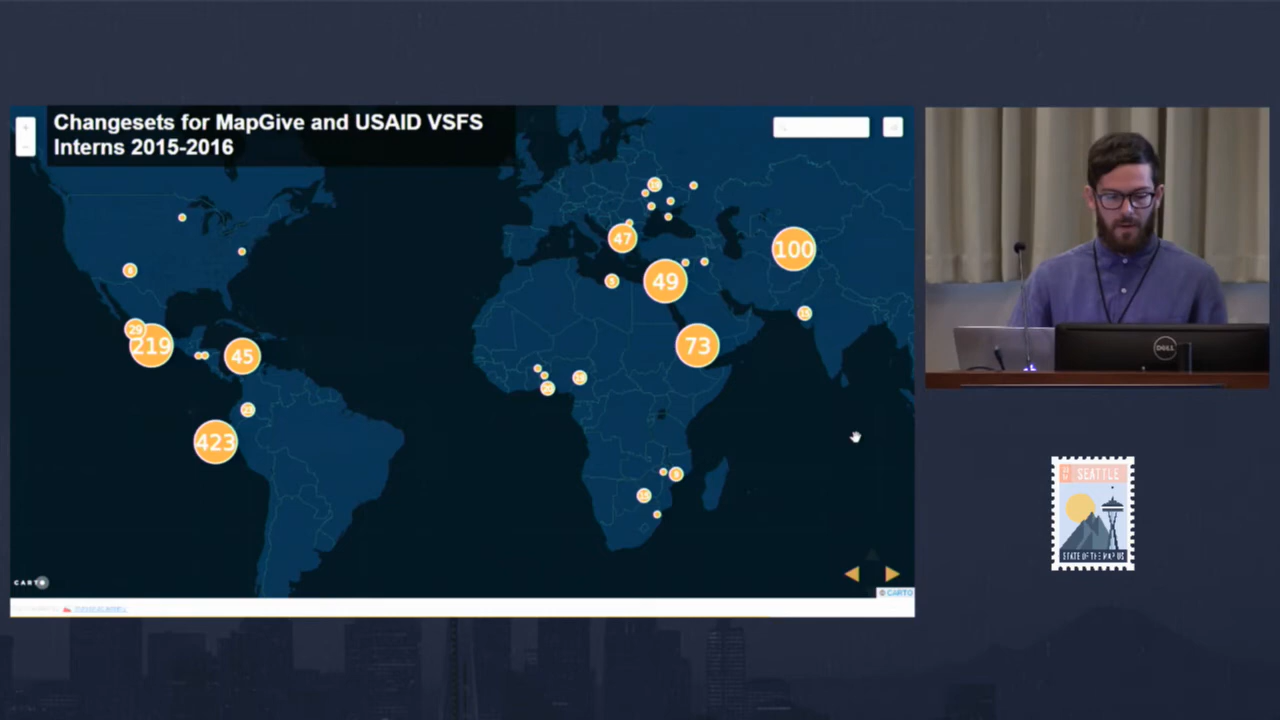 Changesets for MapGive and USAID VSFS
Interns 2015-2016
47
100
49
29
219
45
73
423
CARTO
© CARTO
DELL
SEATTLE
STATE OF THE MAP US